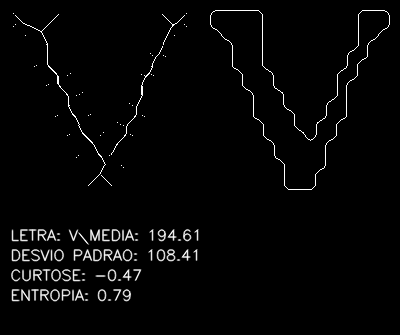 LETRA: V\MEDIA: 194.61
DESVIO PADRAO: 108.41
CURTOSE: -0.47
ENTROPIA: 0.79